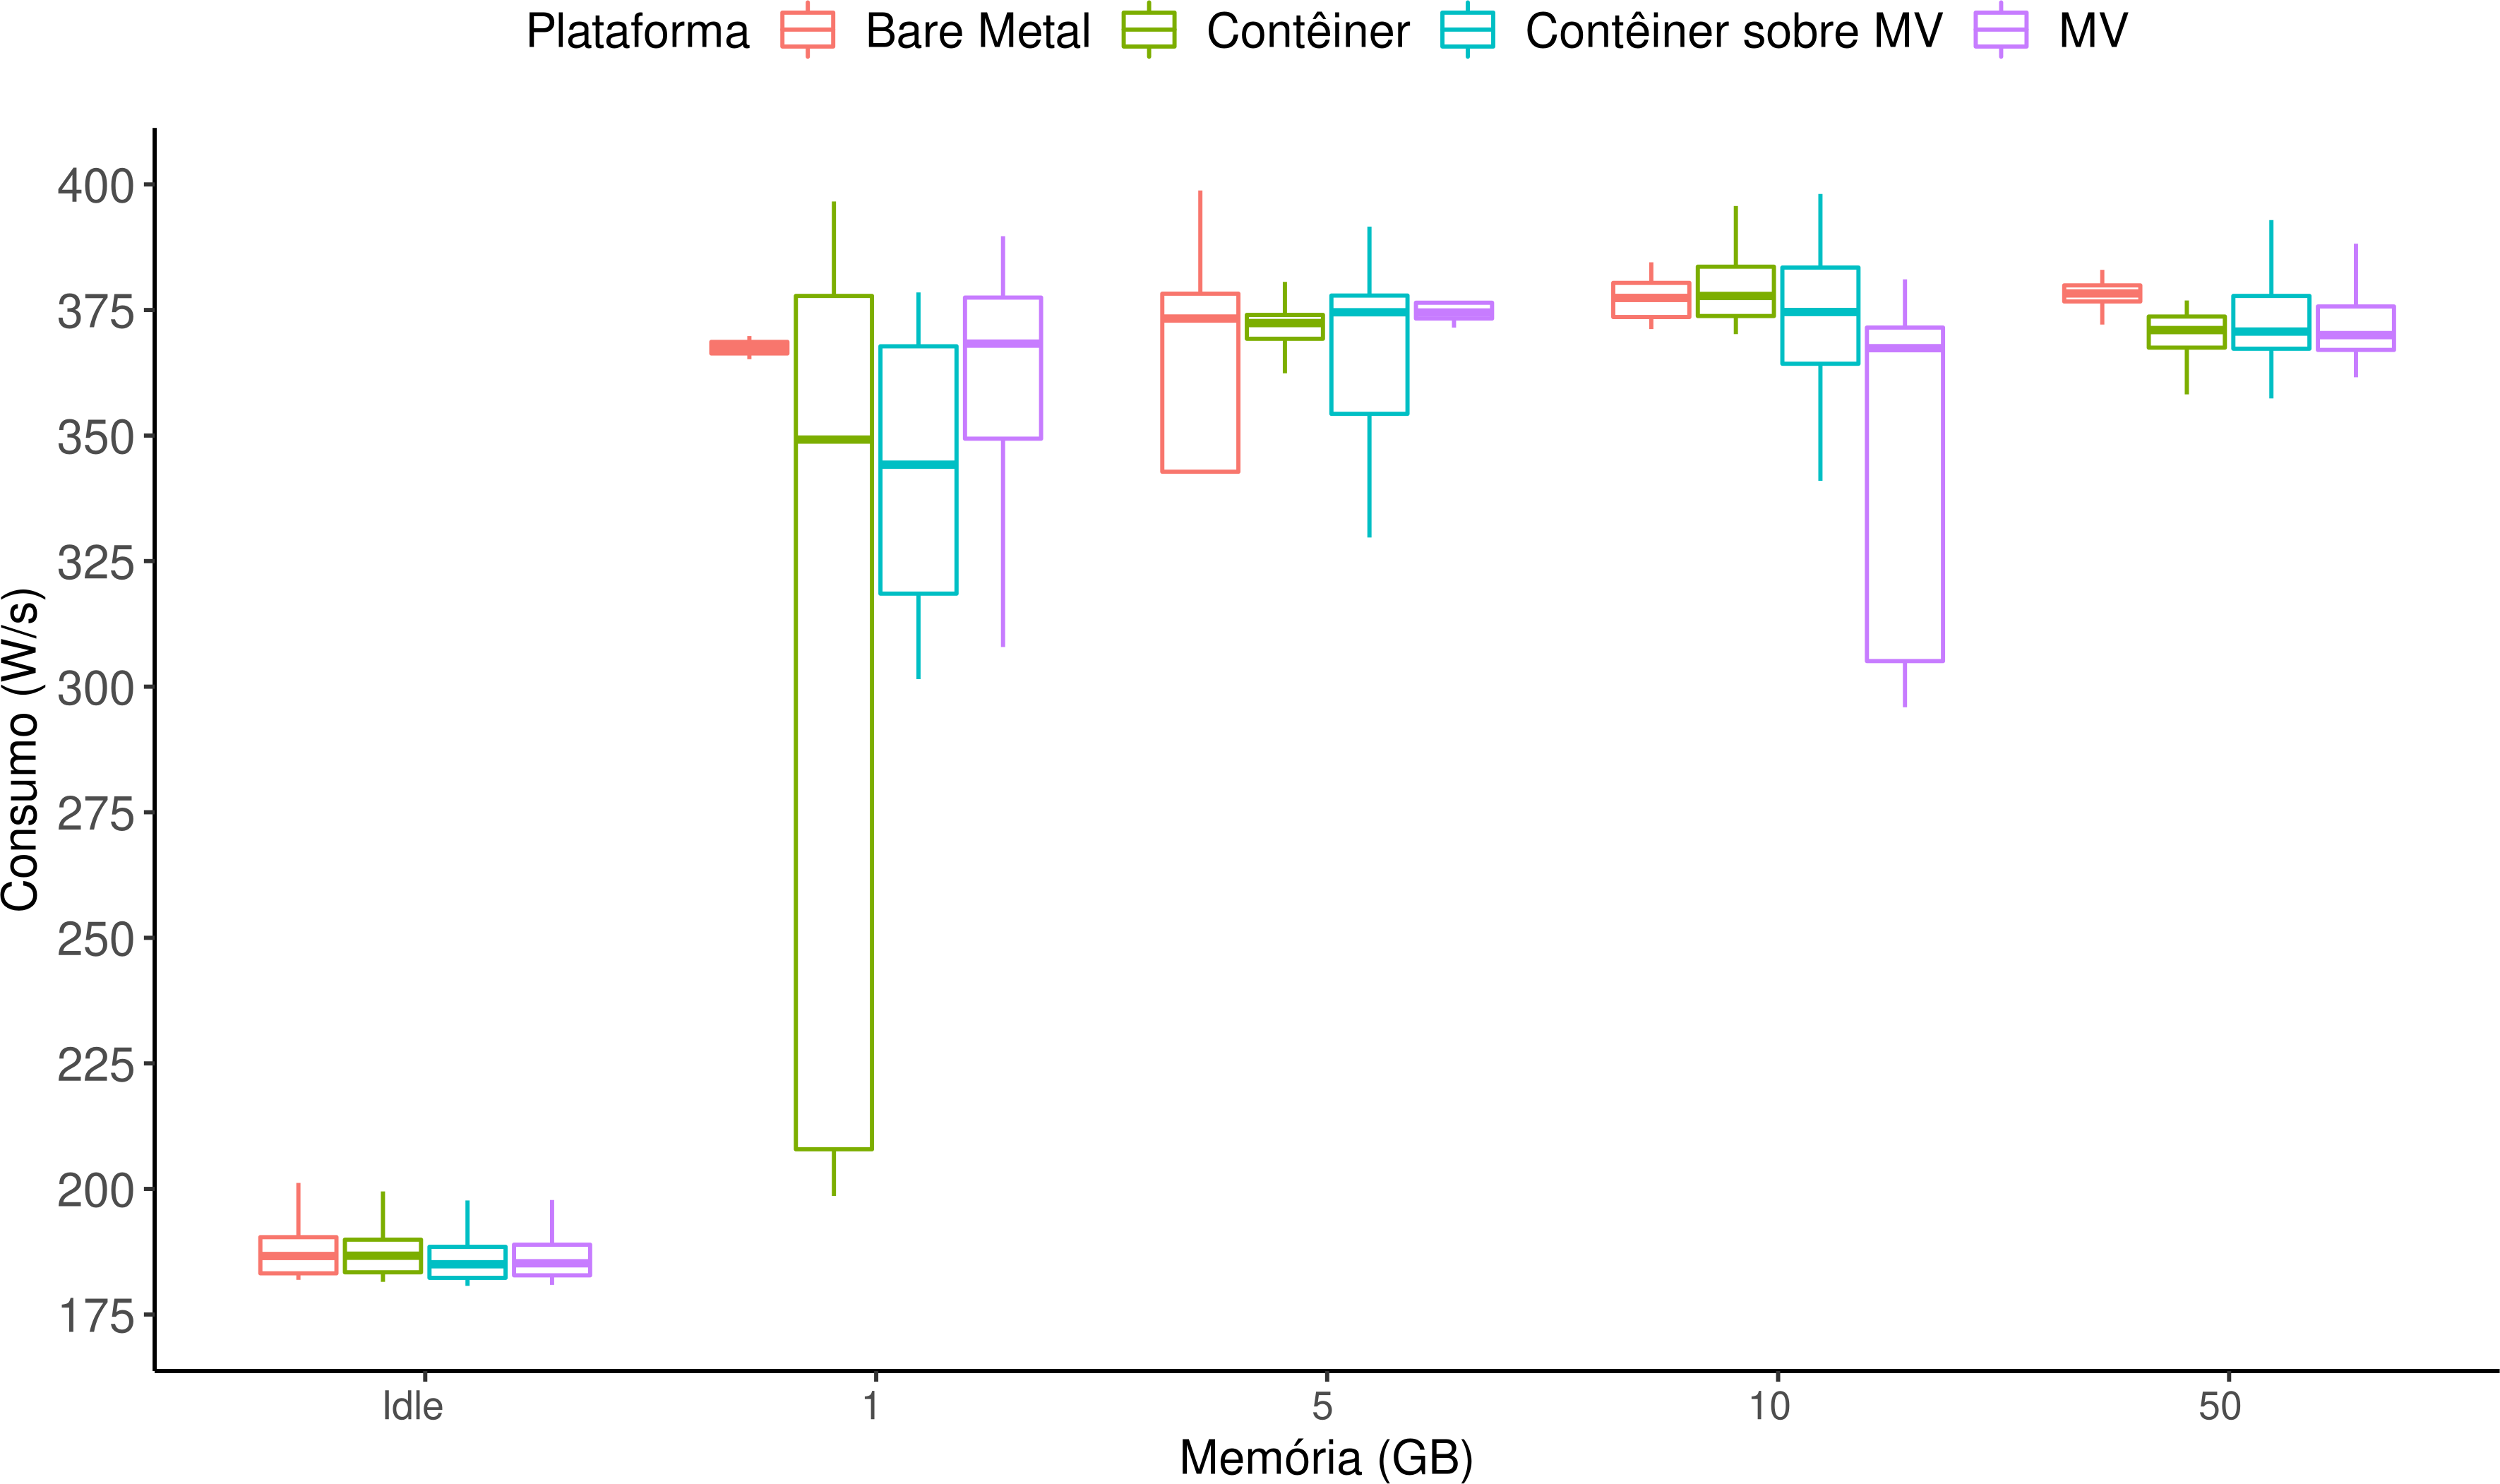 Plataforma Bare Metal Contêiner Contêiner sobre MV MV
400
375
350
325
300
275
250
225
200
175
Consumo (W/s)
Idle 1 5 10 50
Memória (GB)